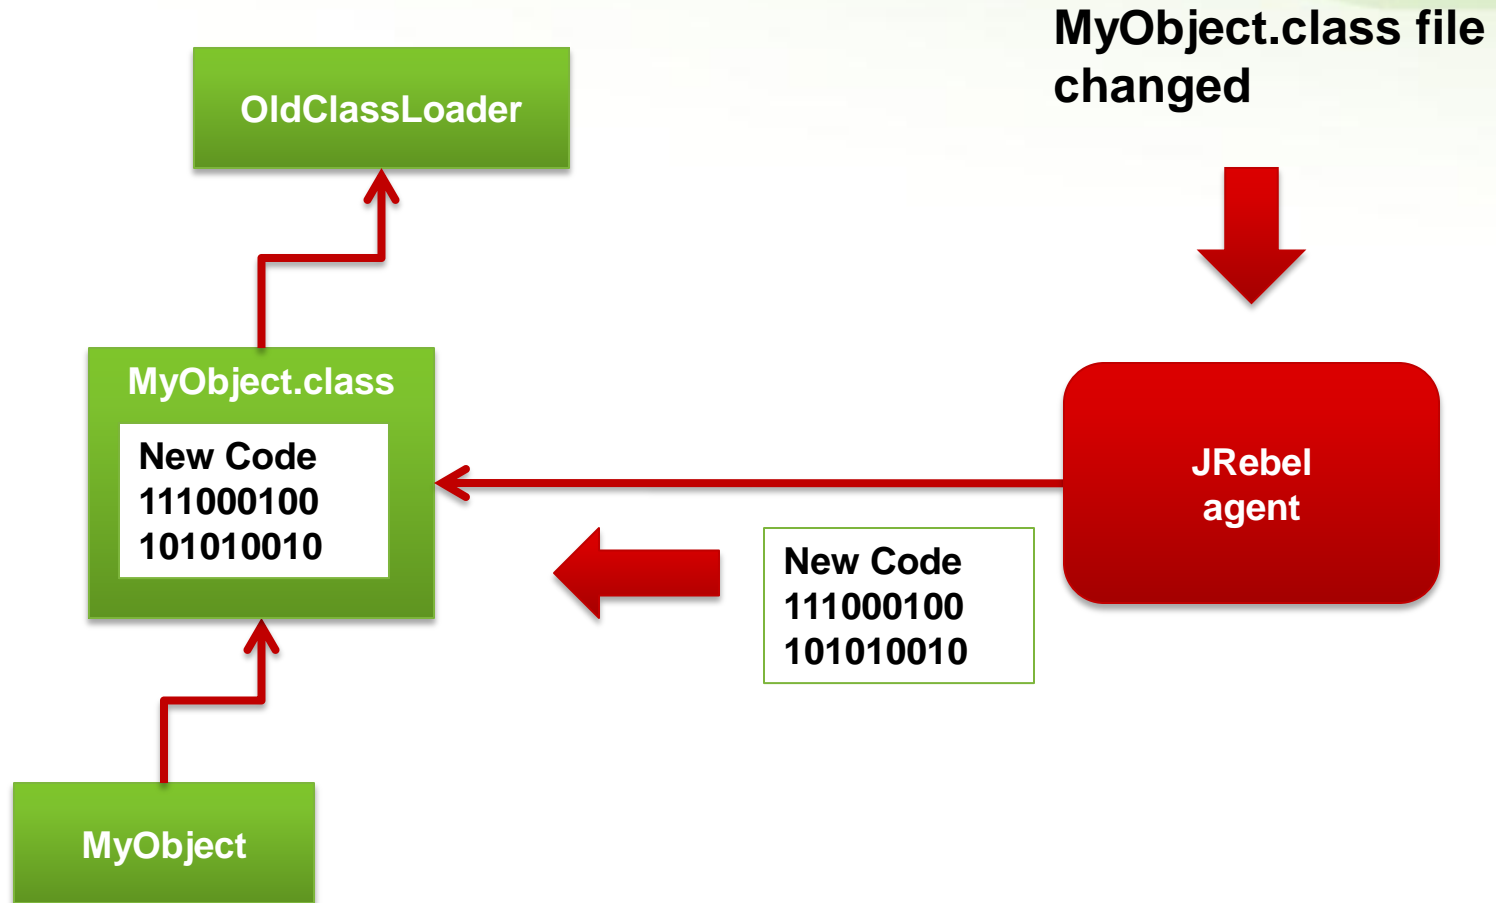 MyObject.class file
changed
OldClassLoader
MyObject.class
New Code
111000100
101010010
JRebel
agent
New Code
111000100
101010010
MyObject